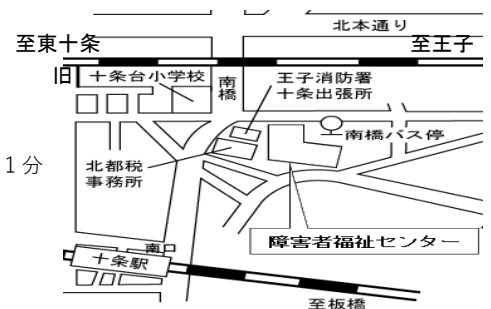 北本通り
至東十条
至王子
旧
十条台小学校
南橋
王子消防署
十条出張所
南橋バス停
1分
北都税
事務所
障害者福祉センター
南
十条駅
至板橋